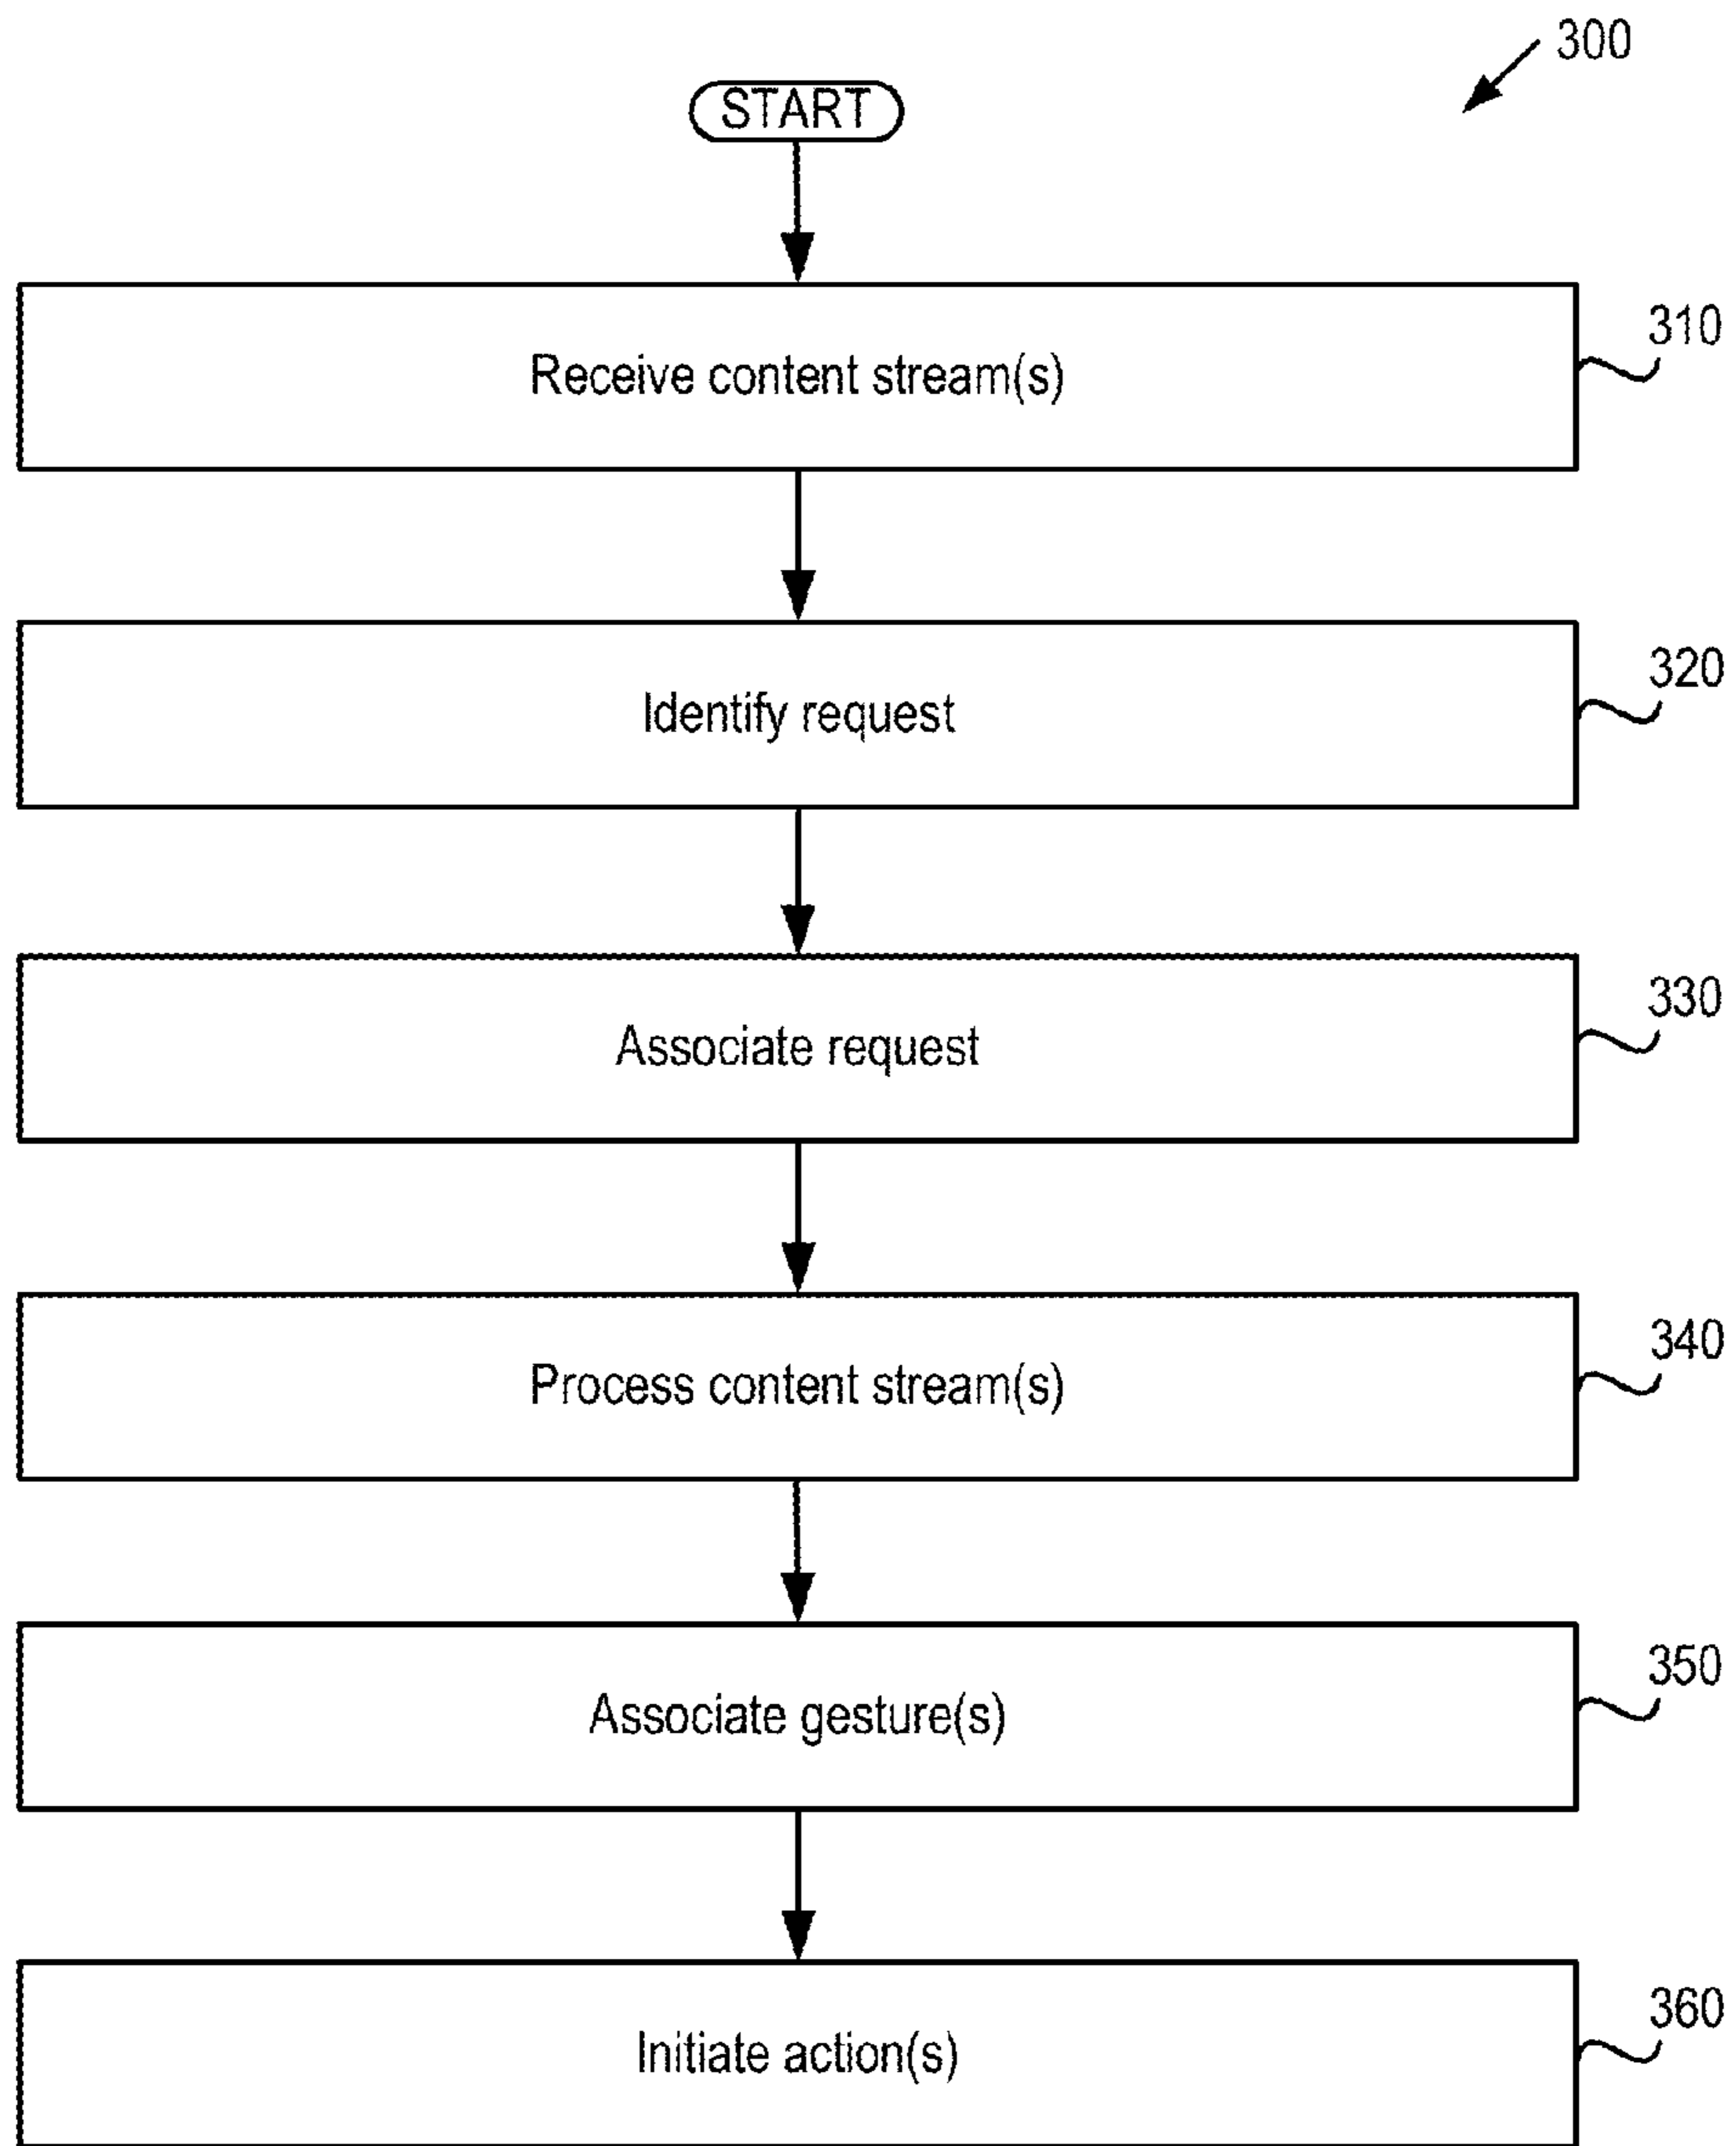 300
START
310
Receive content stream(s)
320
Identify request
330
Associate request
340
Process content stream(s)
350
Associate gesture(s)
360
Initiate action(s)